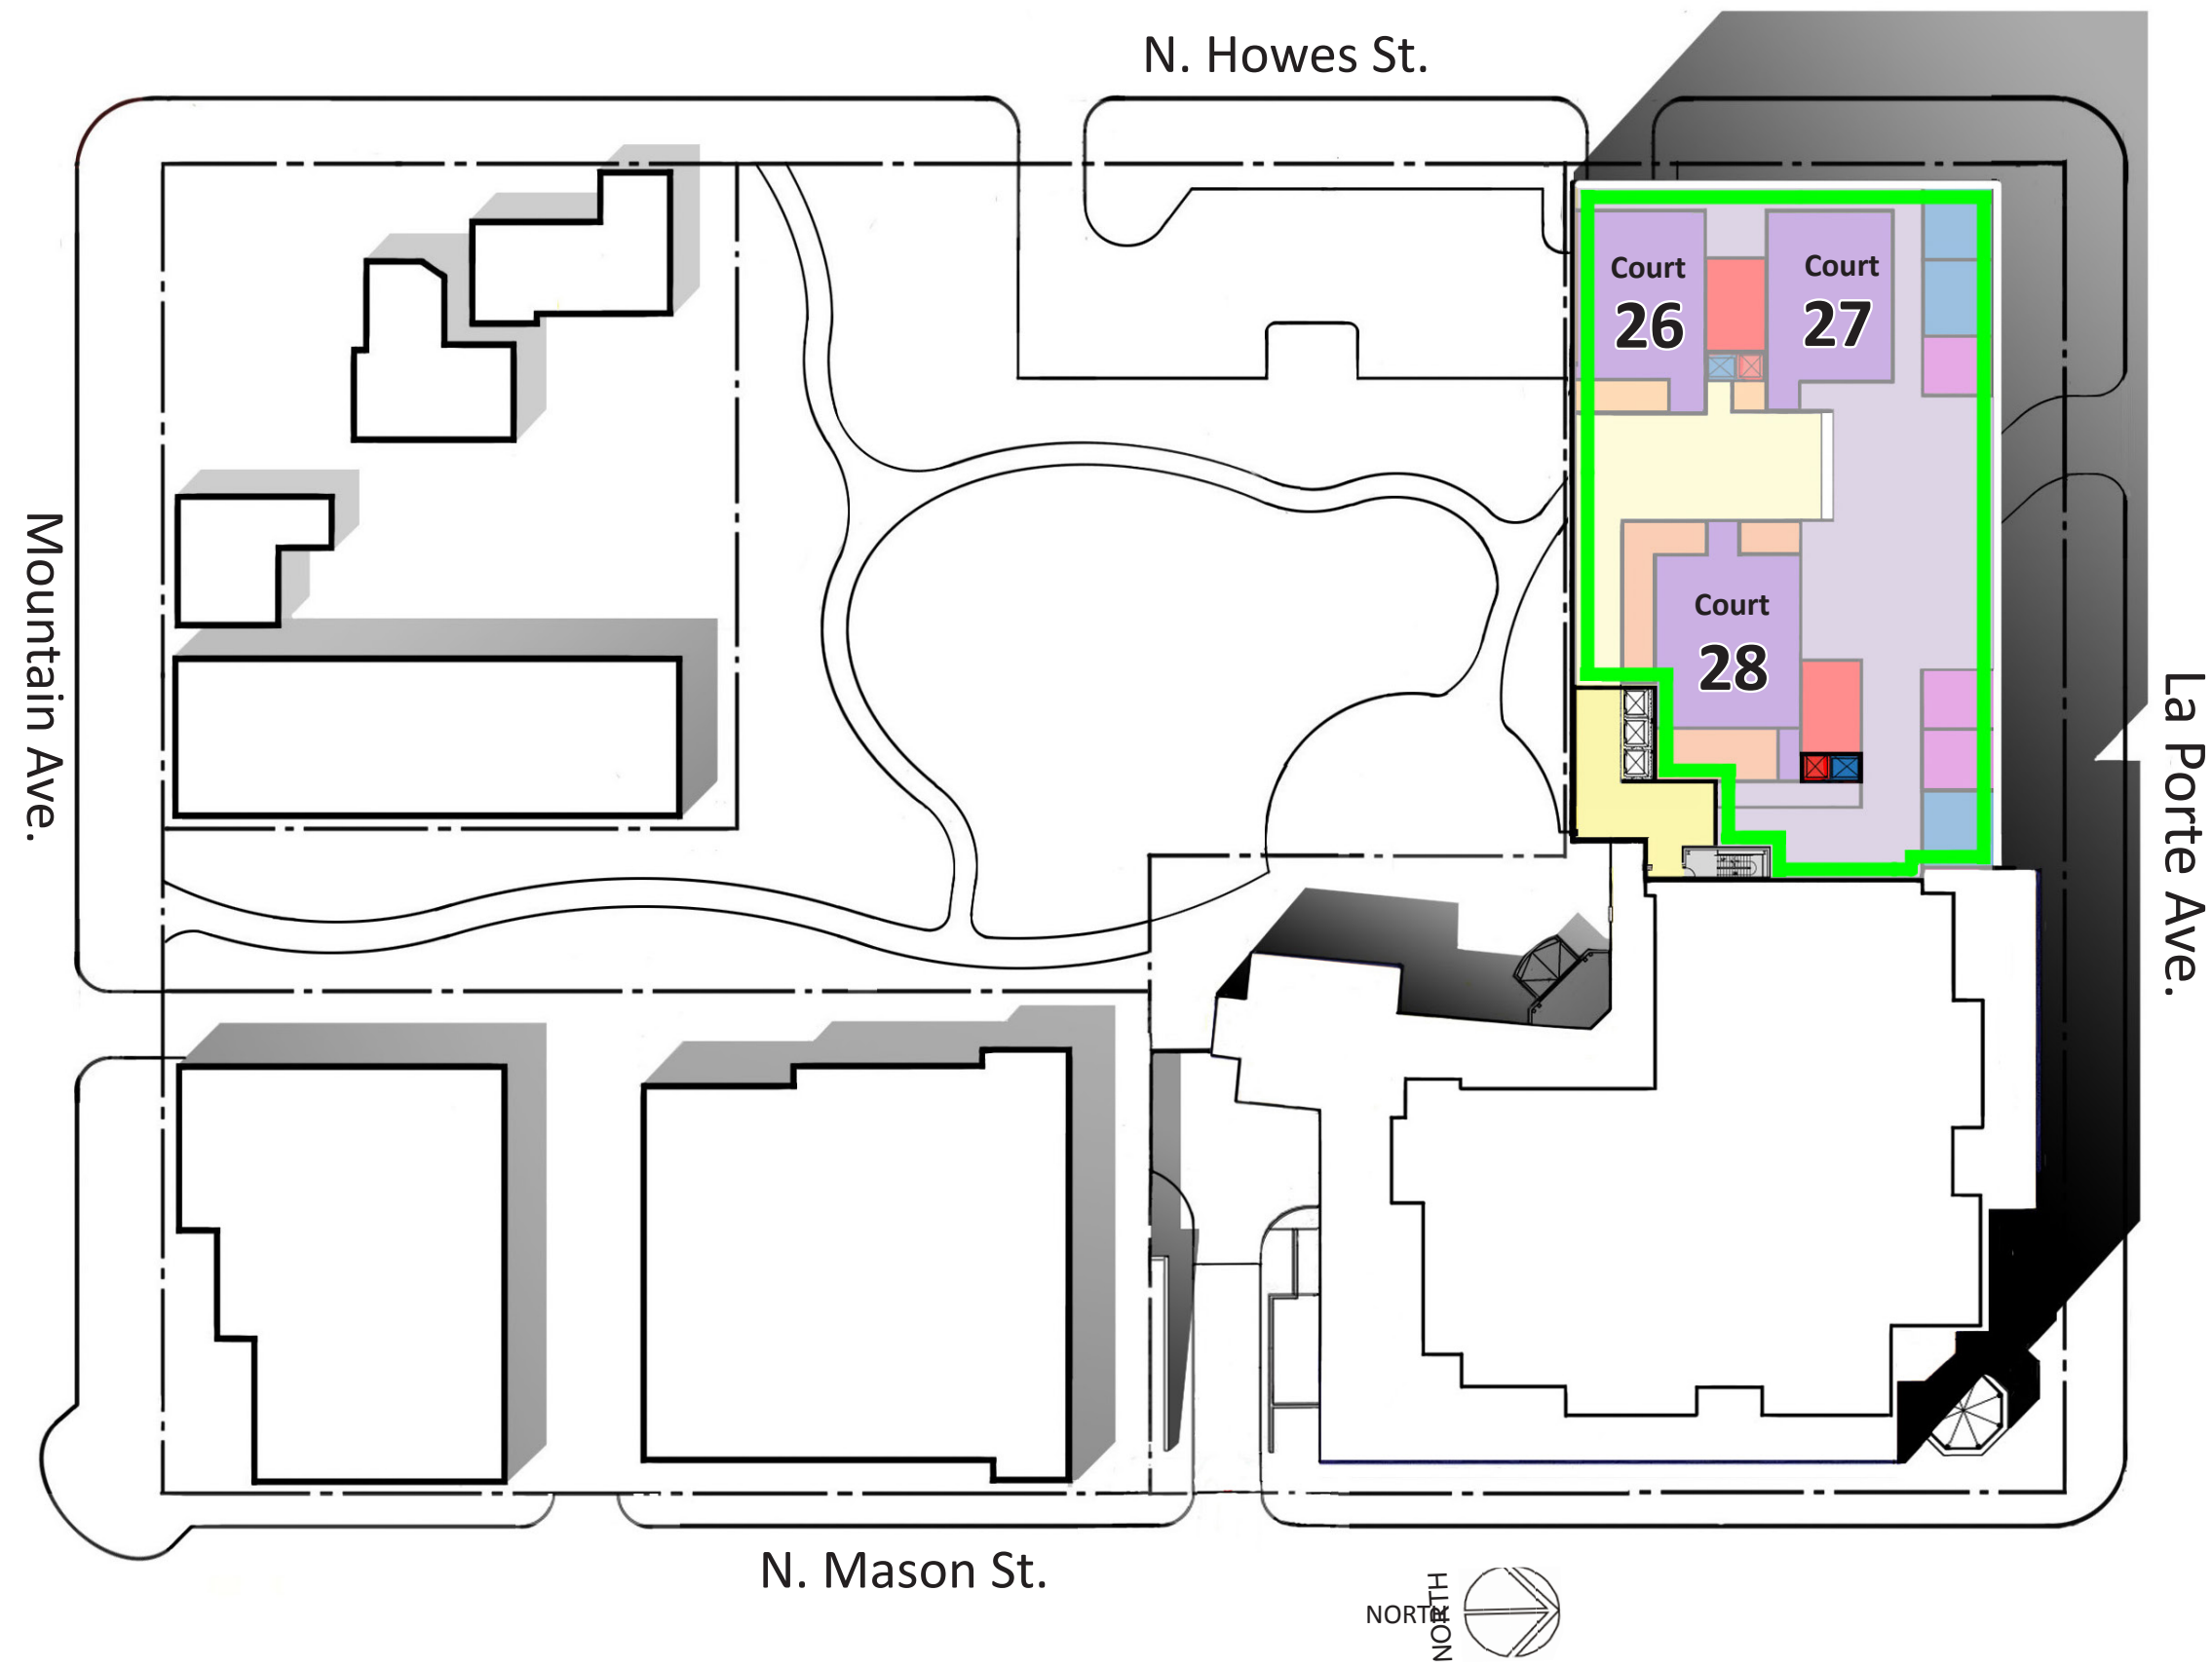 N. Howes St.
Court
26
Court
27
Court
28
Mountain Ave.
La Porte Ave.
N. Mason St.
NORTH
NORTH